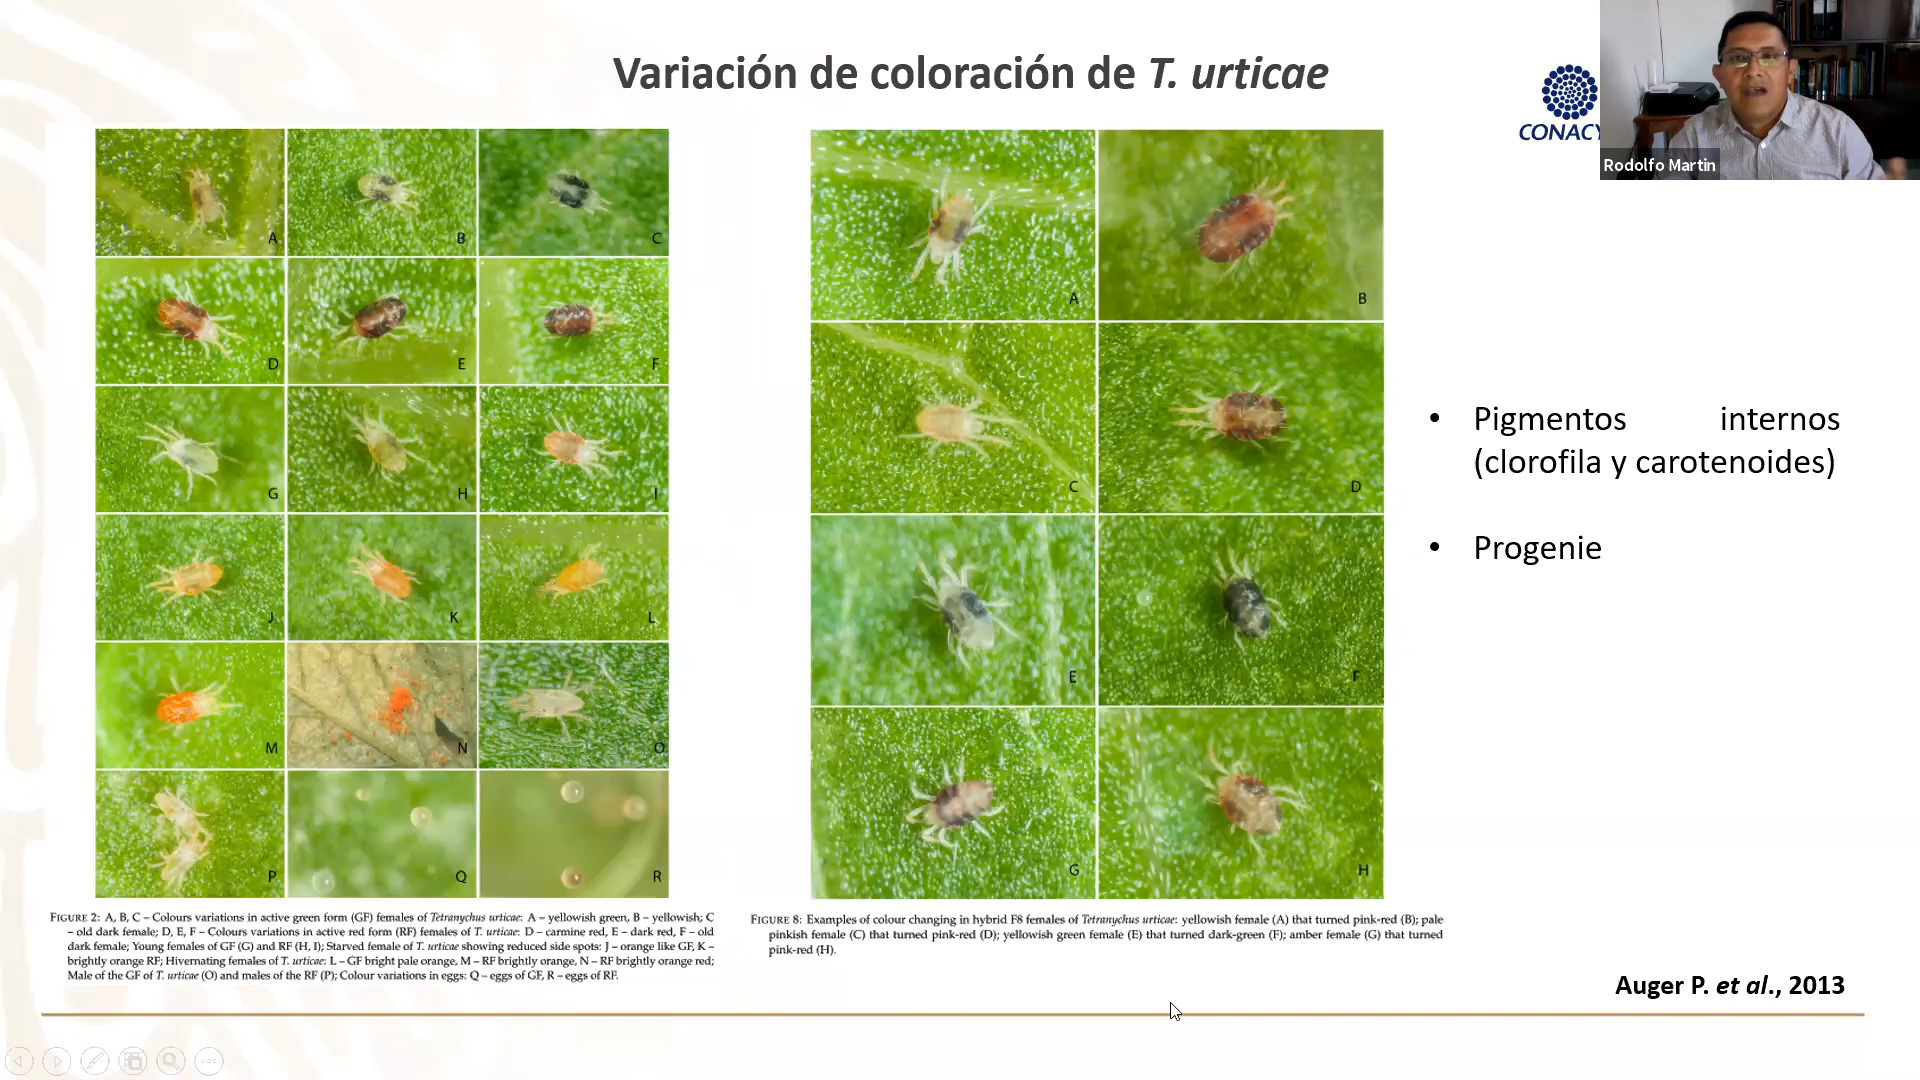 Variación de coloración de T. urticae
CONACY
Rodolfo Martin
A
B
C
D
E
F
G
H
I
J
K
L
M
N
O
P
Q
R
A
B
C
D
E
F
G
H
• Pigmentos internos
(clorofila y carotenoides)
• Progenie
FIGURE 2: A, B, C – Colours variations in active green form (GF) females of Tetranychus urticae: A – yellowish green, B – yellowish; C
– old dark female; D, E, F – Colours variations in active red form (RF) females of T. urticae: D – carmine red, E – dark red, F – old
dark female; Young females of GF (G) and RF (H, I); Starved female of T. urticae showing reduced side spots: J – orange like GF, K –
brightly orange RF; Hivernating females of T. urticae: L – GF bright pale orange, M – RF brightly orange, N – RF brightly orange red;
Male of the GF of T. urticae (O) and males of the RF (P); Colour variations in eggs: Q – eggs of GF, R – eggs of RF.
FIGURE 8: Examples of colour changing in hybrid F8 females of Tetranychus urticae: yellowish female (A) that turned pink-red (B); pale
pinkish female (C) that turned pink-red (D); yellowish green female (E) that turned dark-green (F); amber female (G) that turned
pink-red (H).
Auger P. et al., 2013